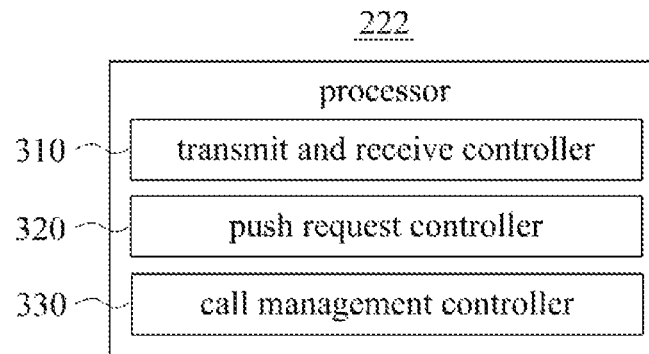 222
processor
310 transmit and receive controller
320 push request controller
330 call management controller